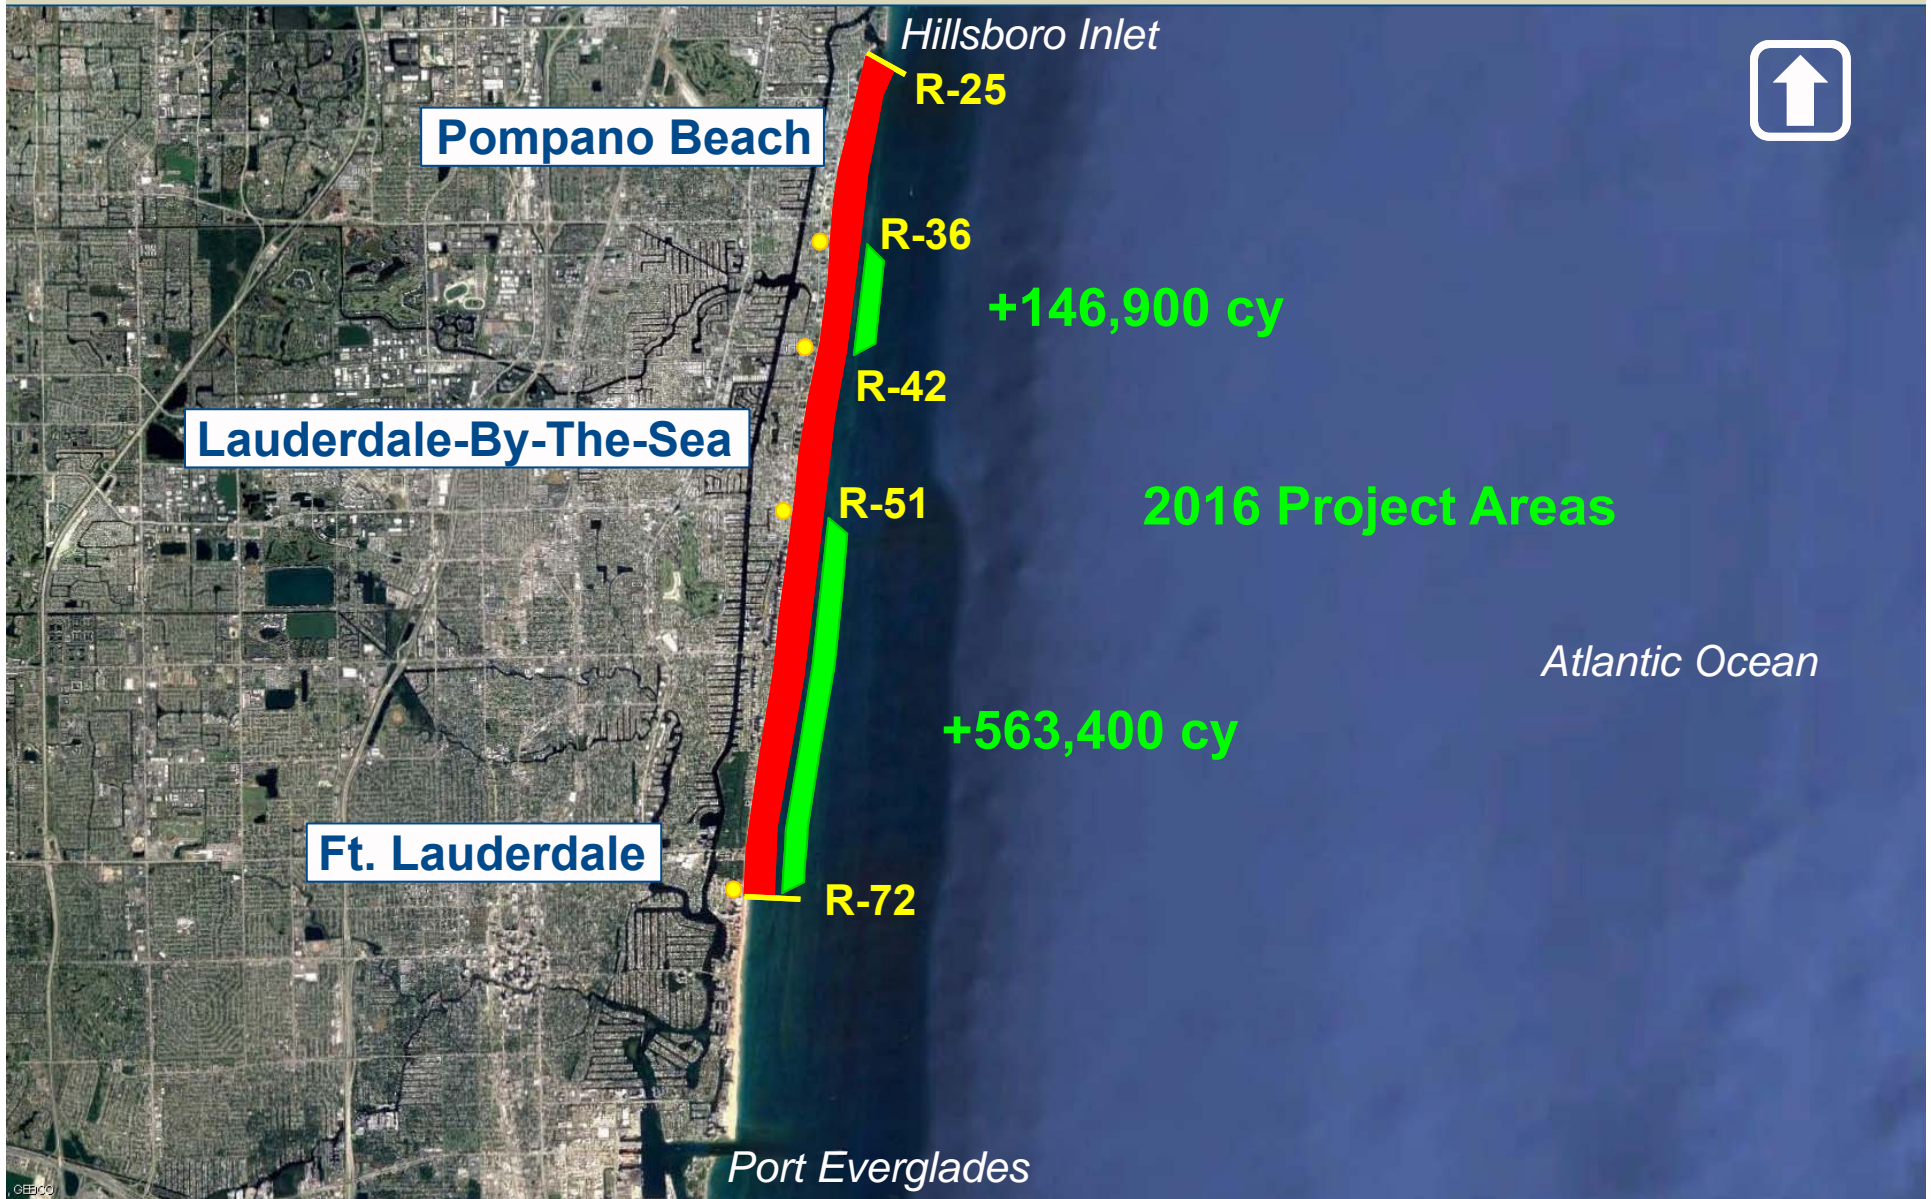 Hillsboro Inlet
R-25
Pompano Beach
R-36
+146,900 cy
R-42
Lauderdale-By-The-Sea
R-51
2016 Project Areas
Atlantic Ocean
+563,400 cy
Ft. Lauderdale
R-72
Port Everglades
, GEBCO